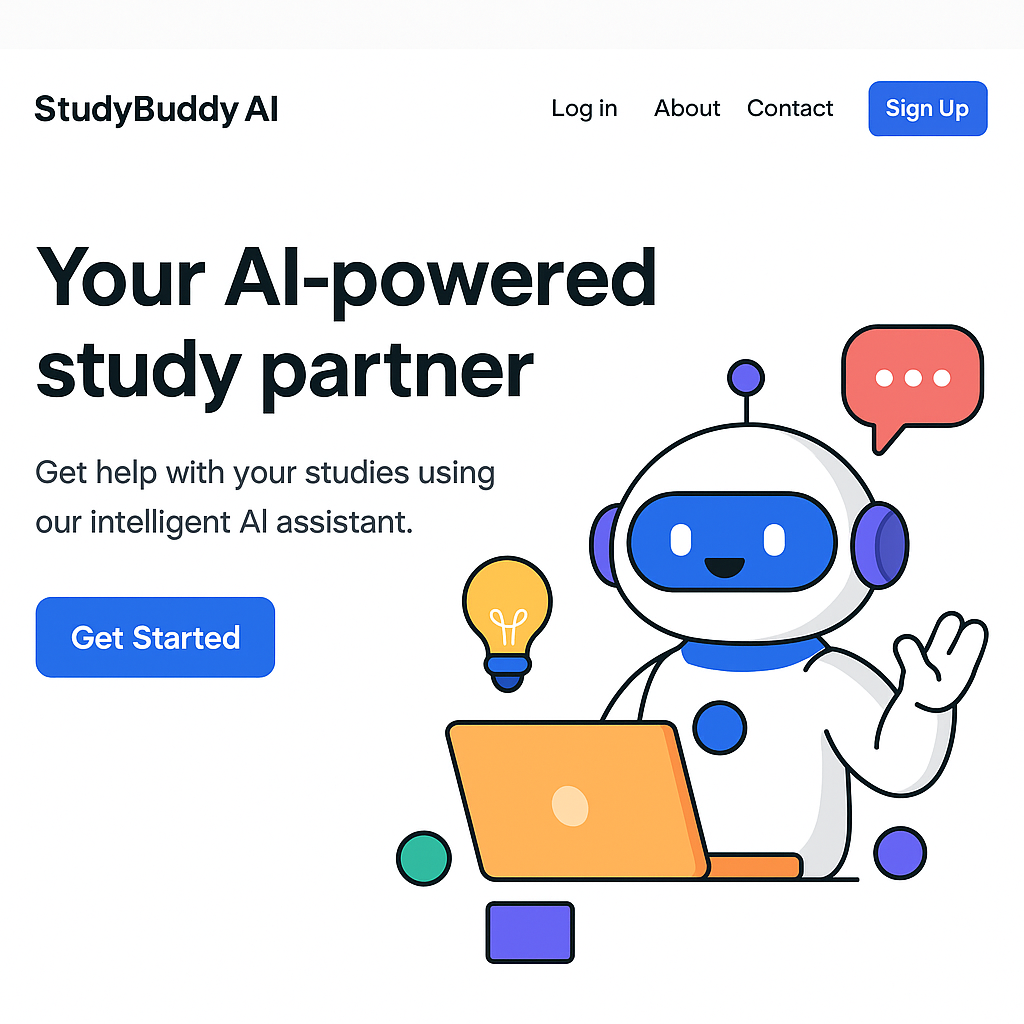 StudyBuddy AI
Log in About Contact Sign Up
Your AI-powered
study partner
Get help with your studies using
our intelligent AI assistant.
Get Started